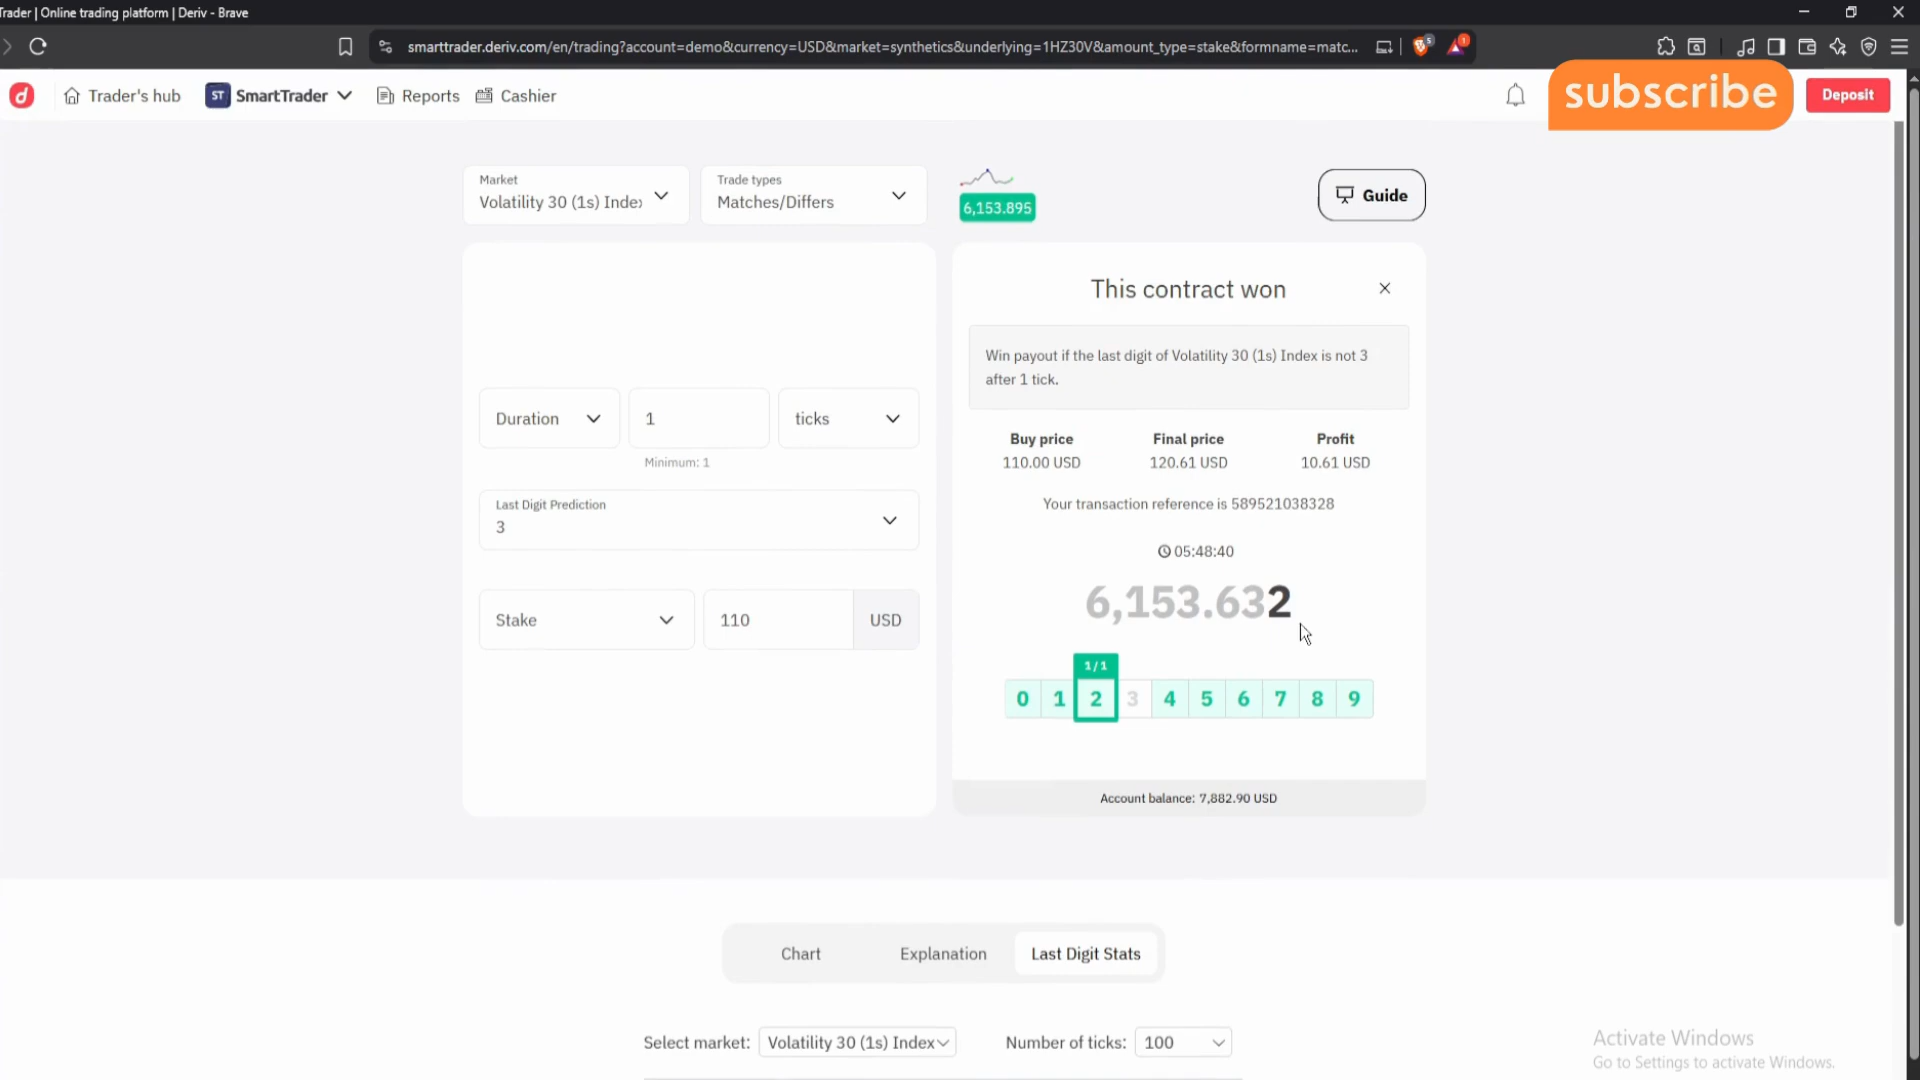 Trader | Online trading platform | Deriv - Brave
smarttrader.deriv.com/en/trading?account=demo&currency=USD&market=synthetics&underlying=1HZ30V&amount_type=stake&formname=matc...
5
1
d
Trader's hub
ST
SmartTrader
Reports
Cashier
subscribe
Deposit
Market
Volatility 30 (1s) Index
Trade types
Matches/Differs
6,153.895
Guide
This contract won
Win payout if the last digit of Volatility 30 (1s) Index is not 3
after 1 tick.
Duration
1
ticks
Minimum: 1
Buy price
Final price
Profit
110.00 USD
120.61 USD
10.61 USD
Last Digit Prediction
3
Your transaction reference is 589521038328
05:48:40
6,153.632
Stake
110
USD
1/1
0 1 2 3 4 5 6 7 8 9
Account balance: 7,882.90 USD
Chart
Explanation
Last Digit Stats
Select market:
Volatility 30 (1s) Index
Number of ticks:
100
Activate Windows
Go to Settings to activate Windows.